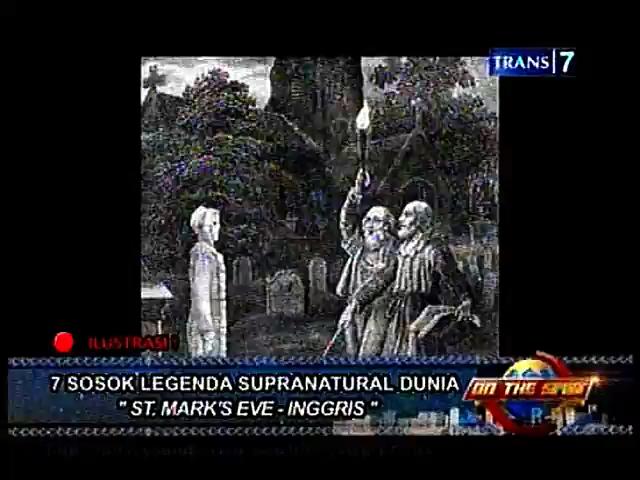 TRANS|7
ILUSTRASI
7 SOSOK LEGENDA SUPRANATURAL DUNIA
" ST. MARK'S EVE - INGGRIS "
ON THE SPOT